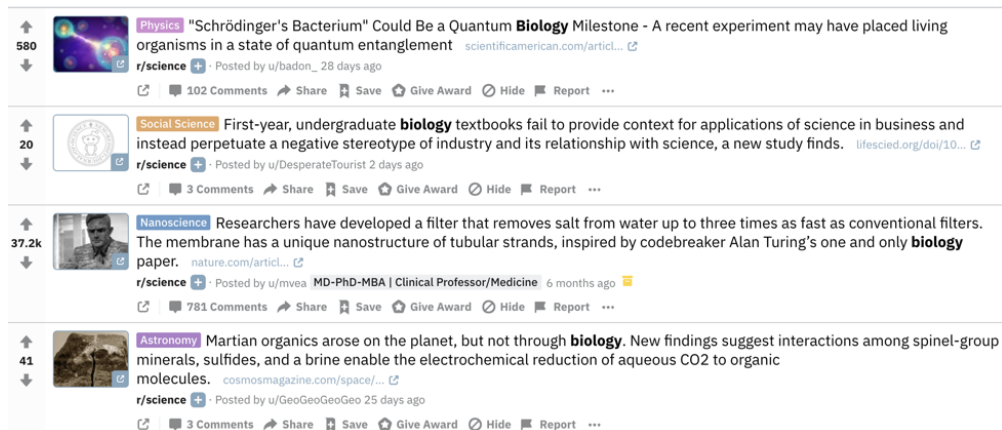 Physics "Schrödinger's Bacterium" Could Be a Quantum Biology Milestone - A recent experiment may have placed living
organisms in a state of quantum entanglement scientificamerican.com/articl...
580
r/science · Posted by u/badon_ 28 days ago
102 Comments Share Save Give Award Hide Report ...
Social Science First-year, undergraduate biology textbooks fail to provide context for applications of science in business and
instead perpetuate a negative stereotype of industry and its relationship with science, a new study finds. lifescied.org/doi/10...
20
r/science · Posted by u/DesperateTourist 2 days ago
3 Comments Share Save Give Award Hide Report ...
Nanoscience Researchers have developed a filter that removes salt from water up to three times as fast as conventional filters.
37.2k
The membrane has a unique nanostructure of tubular strands, inspired by codebreaker Alan Turing's one and only biology
paper. nature.com/articl...
r/science · Posted by u/mvea MD-PhD-MBA | Clinical Professor/Medicine 6 months ago
781 Comments Share Save Give Award Hide Report ...
Astronomy Martian organics arose on the planet, but not through biology. New findings suggest interactions among spinel-group
41
minerals, sulfides, and a brine enable the electrochemical reduction of aqueous CO2 to organic
molecules. cosmosmagazine.com/space/...
r/science · Posted by u/GeoGeoGeoGeo 25 days ago
3 Comments Share Save Give Award Hide Report ...